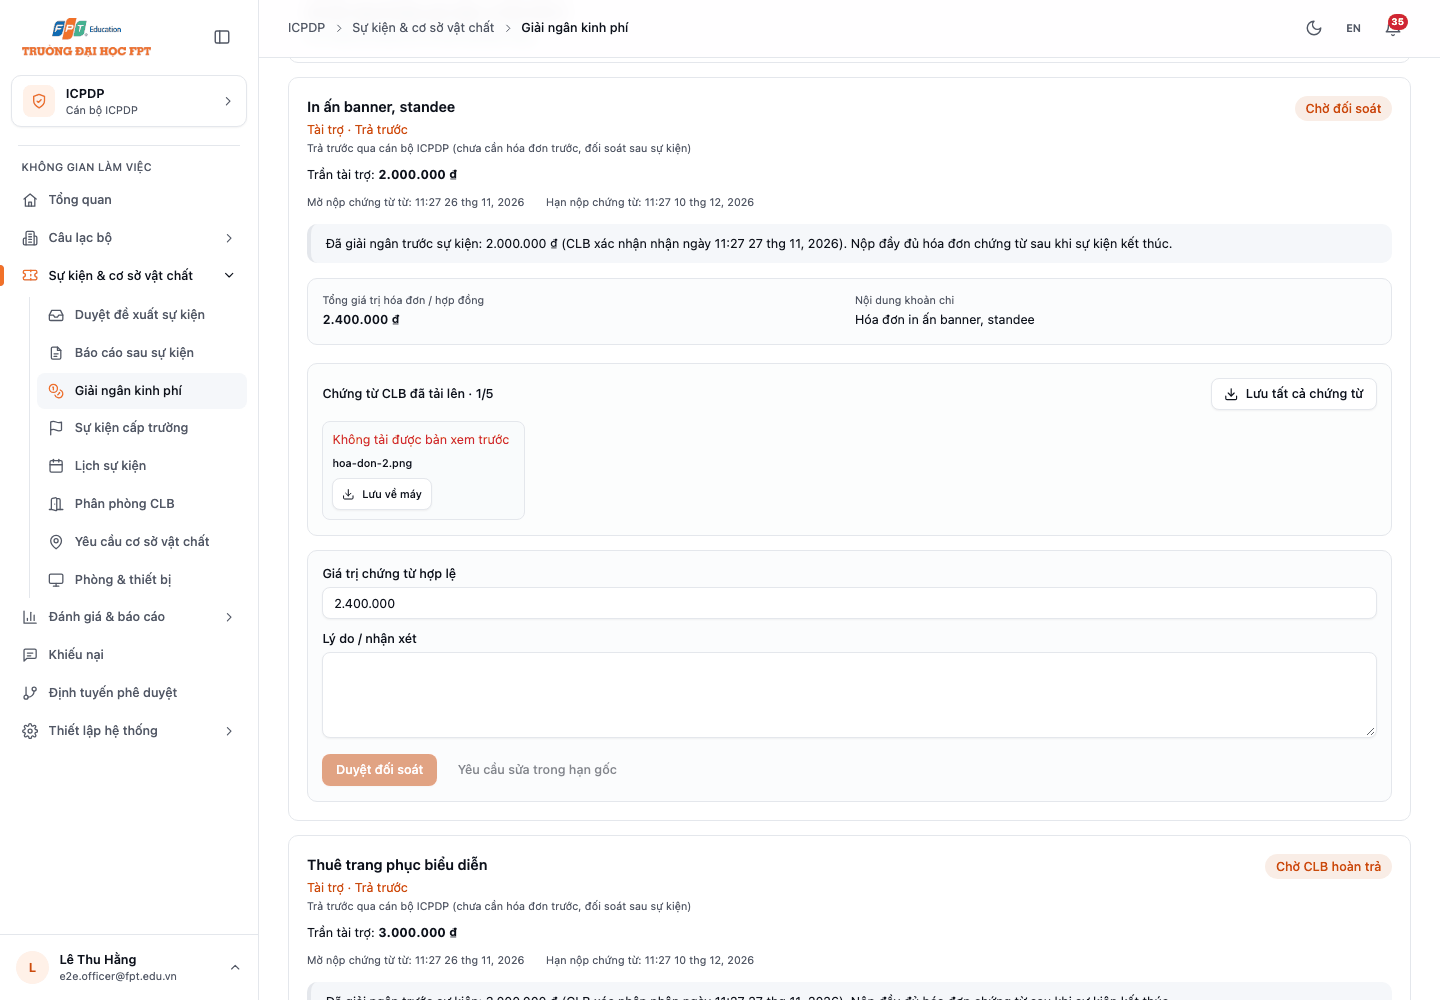 FPT Education
TRƯỜNG ĐẠI HỌC FPT
ICPDP
Cán bộ ICPDP
KHÔNG GIAN LÀM VIỆC
Tổng quan
Câu lạc bộ
Sự kiện & cơ sở vật chất
Duyệt đề xuất sự kiện
Báo cáo sau sự kiện
Giải ngân kinh phí
Sự kiện cấp trường
Lịch sự kiện
Phân phòng CLB
Yêu cầu cơ sở vật chất
Phòng & thiết bị
Đánh giá & báo cáo
Khiếu nại
Định tuyến phê duyệt
Thiết lập hệ thống
L
Lê Thu Hằng
e2e.officer@fpt.edu.vn
ICPDP > Sự kiện & cơ sở vật chất > Giải ngân kinh phí
EN
35
In ấn banner, standee
Chờ đối soát
Tài trợ · Trả trước
Trả trước qua cán bộ ICPDP (chưa cần hóa đơn trước, đối soát sau sự kiện)
Trần tài trợ: 2.000.000 ₫
Mở nộp chứng từ từ: 11:27 26 thg 11, 2026 Hạn nộp chứng từ: 11:27 10 thg 12, 2026
Đã giải ngân trước sự kiện: 2.000.000 ₫ (CLB xác nhận nhận ngày 11:27 27 thg 11, 2026). Nộp đầy đủ hóa đơn chứng từ sau khi sự kiện kết thúc.
Tổng giá trị hóa đơn / hợp đồng
2.400.000 ₫
Nội dung khoản chi
Hóa đơn in ấn banner, standee
Chứng từ CLB đã tải lên · 1/5
Lưu tất cả chứng từ
Không tải được bản xem trước
hoa-don-2.png
Lưu về máy
Giá trị chứng từ hợp lệ
2.400.000
Lý do / nhận xét
Duyệt đối soát
Yêu cầu sửa trong hạn gốc
Thuê trang phục biểu diễn
Chờ CLB hoàn trả
Tài trợ · Trả trước
Trả trước qua cán bộ ICPDP (chưa cần hóa đơn trước, đối soát sau sự kiện)
Trần tài trợ: 3.000.000 ₫
Mở nộp chứng từ từ: 11:27 26 thg 11, 2026 Hạn nộp chứng từ: 11:27 10 thg 12, 2026